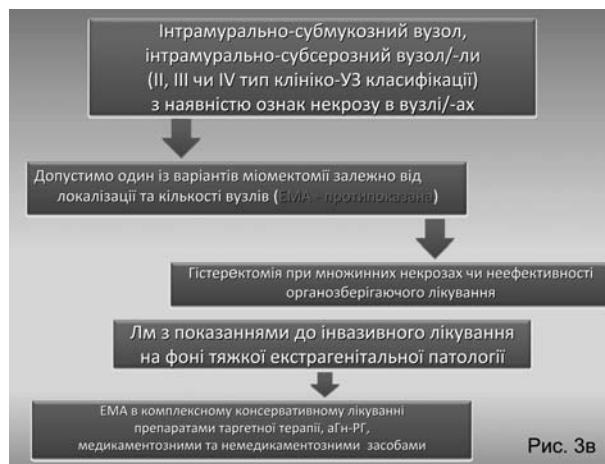 Інтрамурально-субмукозний вузол,
інтрамурально-субсерозний вузол/-ли
(ІІ, ІІІ чи ІV тип клініко-УЗ класифікації)
з наявністю ознак некрозу в вузлі/-ах
Допустимо один із варіантів міомектомії залежно від
локалізації та кількості вузлів (ЕМА - протипоказана)
Гістеректомія при множинних некрозах чи неефективності
органозберігаючого лікування
Лм з показаннями до інвазивного лікування
на фоні тяжкої екстрагенітальної патології
ЕМА в комплексному консервативному лікуванні
препаратами таргетної терапії, аГн-РГ,
медикаментозними та немедикаментозними засобами
Рис. 3в